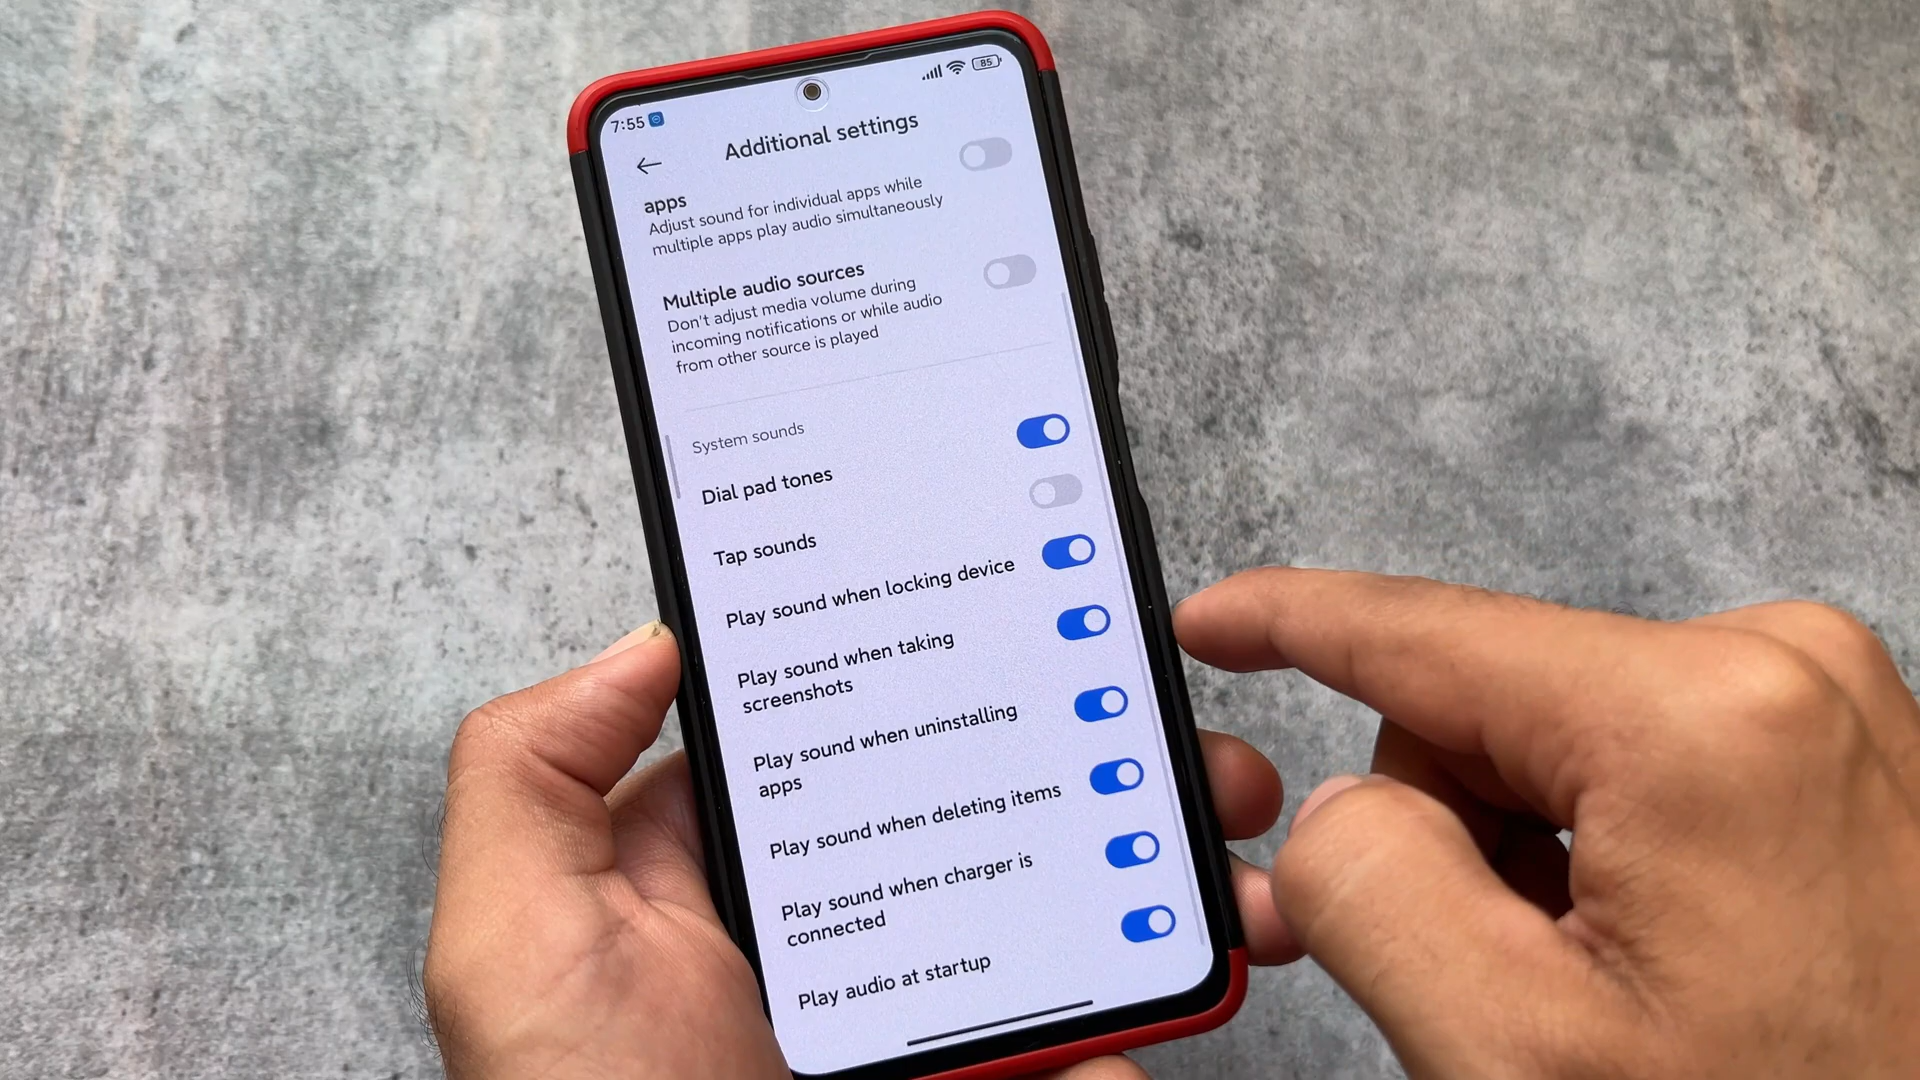 7:55
85
Additional settings
apps
Adjust sound for individual apps while
multiple apps play audio simultaneously
Multiple audio sources
Don't adjust media volume during
incoming notifications or while audio
from other source is played
System sounds
Dial pad tones
Tap sounds
Play sound when locking device
Play sound when taking
screenshots
Play sound when uninstalling
apps
Play sound when deleting items
Play sound when charger is
connected
Play audio at startup